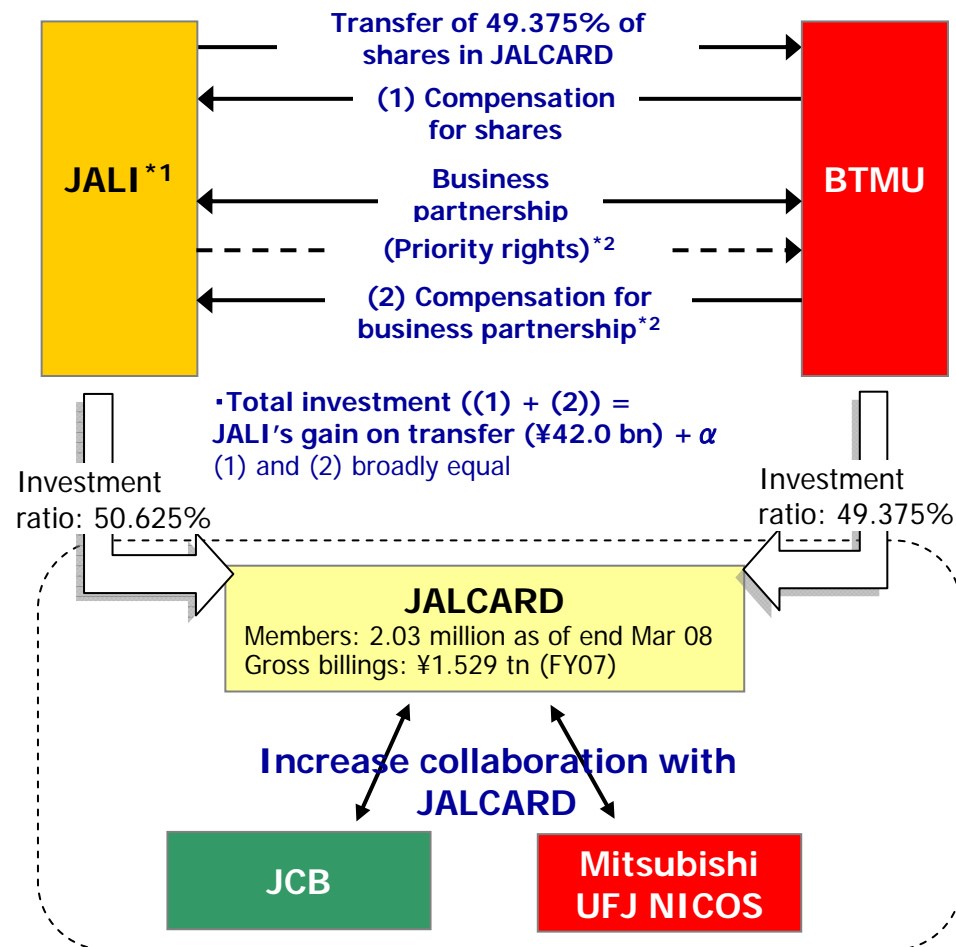 Transfer of 49.375% of
shares in JALCARD
(1) Compensation
for shares
JALI*1
BTMU
Business
partnership
(Priority rights)*2
(2) Compensation for
business partnership*2
・Total investment ((1) + (2)) =
JALI's gain on transfer (¥42.0 bn) + α
(1) and (2) broadly equal
Investment
ratio: 50.625%
Investment
ratio: 49.375%
JALCARD
Members: 2.03 million as of end Mar 08
Gross billings: ¥1.529 tn (FY07)
Increase collaboration with
JALCARD
JCB
Mitsubishi
UFJ NICOS